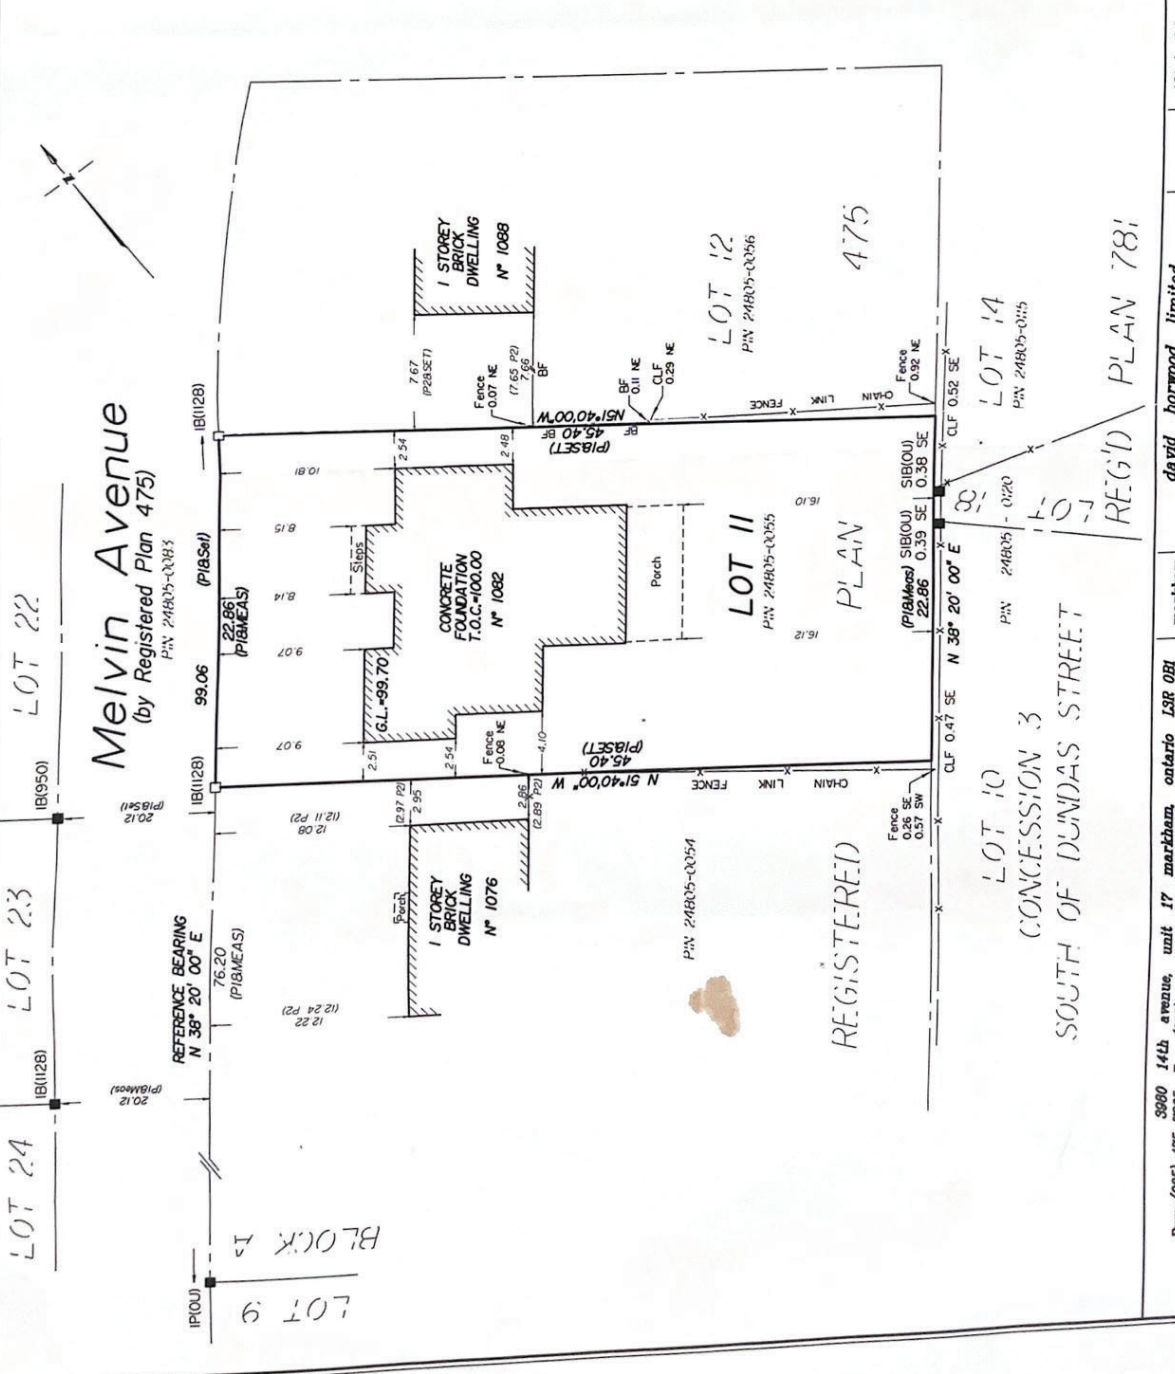 LOT 24
LOT 23
LOT 22
IB(1128)
IB(950)
20.12
(P1&Meas)
20.12
(P1&Set)
Melvin Avenue
(by Registered Plan 475)
PIN 24805-0083
N
IP(OU)
REFERENCE BEARING
N 38° 20' 00" E
76.20
(P1&MEAS)
IB(1128)
99.06
(P1&Set)
22.86
(P1&MEAS)
IB(1128)
LOT 9
BLOCK A
12.22
(12.24 P2)
12.08
(12.11 P2)
9.07
9.07
8.14
8.15
10.81
Porch
1 STOREY
BRICK
DWELLING
Nº 1076
(2.97 P2)
2.95
2.86
(2.89 P2)
2.51
2.54
Fence
0.08 NE
4.10
G.L.=99.70
Steps
CONCRETE
FOUNDATION
T.O.C.=100.00
Nº 1082
2.54
2.48
7.67
(P2&SET)
Fence
0.07 NE
(7.65 P2)
7.66
BF
1 STOREY
BRICK
DWELLING
Nº 1088
N 51°40'00" W
45.40
(P1&SET)
N51°40'00"W
45.40
(P1&SET)
BF
BF
BF
0.11 NE
CLF
0.29 NE
CHAIN LINK FENCE
CHAIN LINK FENCE
Porch
16.12
16.10
LOT 11
PIN 24805-0055
LOT 12
PIN 24805-0056
PIN 24805-0054
REGISTERED
PLAN
475
Fence
0.26 SE
0.57 SW
Fence
0.92 NE
CLF 0.47 SE
N 38° 20' 00" E
(P1&Meas)
22.86
SIB(OU)
0.39 SE
SIB(OU)
0.38 SE
CLF 0.52 SE
LOT 10
CONCESSION 3
SOUTH OF DUNDAS STREET
PIN 24805-0120
LOT 18
LOT 14
PIN 24805-0115
REG'D PLAN 781
david horwood limited
3980 14th avenue, unit 17 markham, ontario L3R 0B1